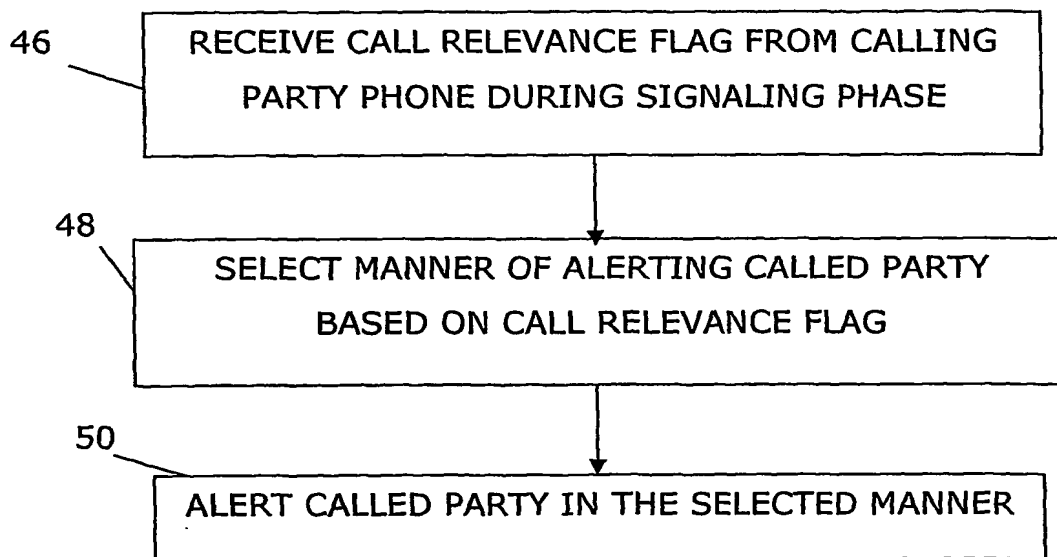 46
RECEIVE CALL RELEVANCE FLAG FROM CALLING
PARTY PHONE DURING SIGNALING PHASE
48
SELECT MANNER OF ALERTING CALLED PARTY
BASED ON CALL RELEVANCE FLAG
50
ALERT CALLED PARTY IN THE SELECTED MANNER